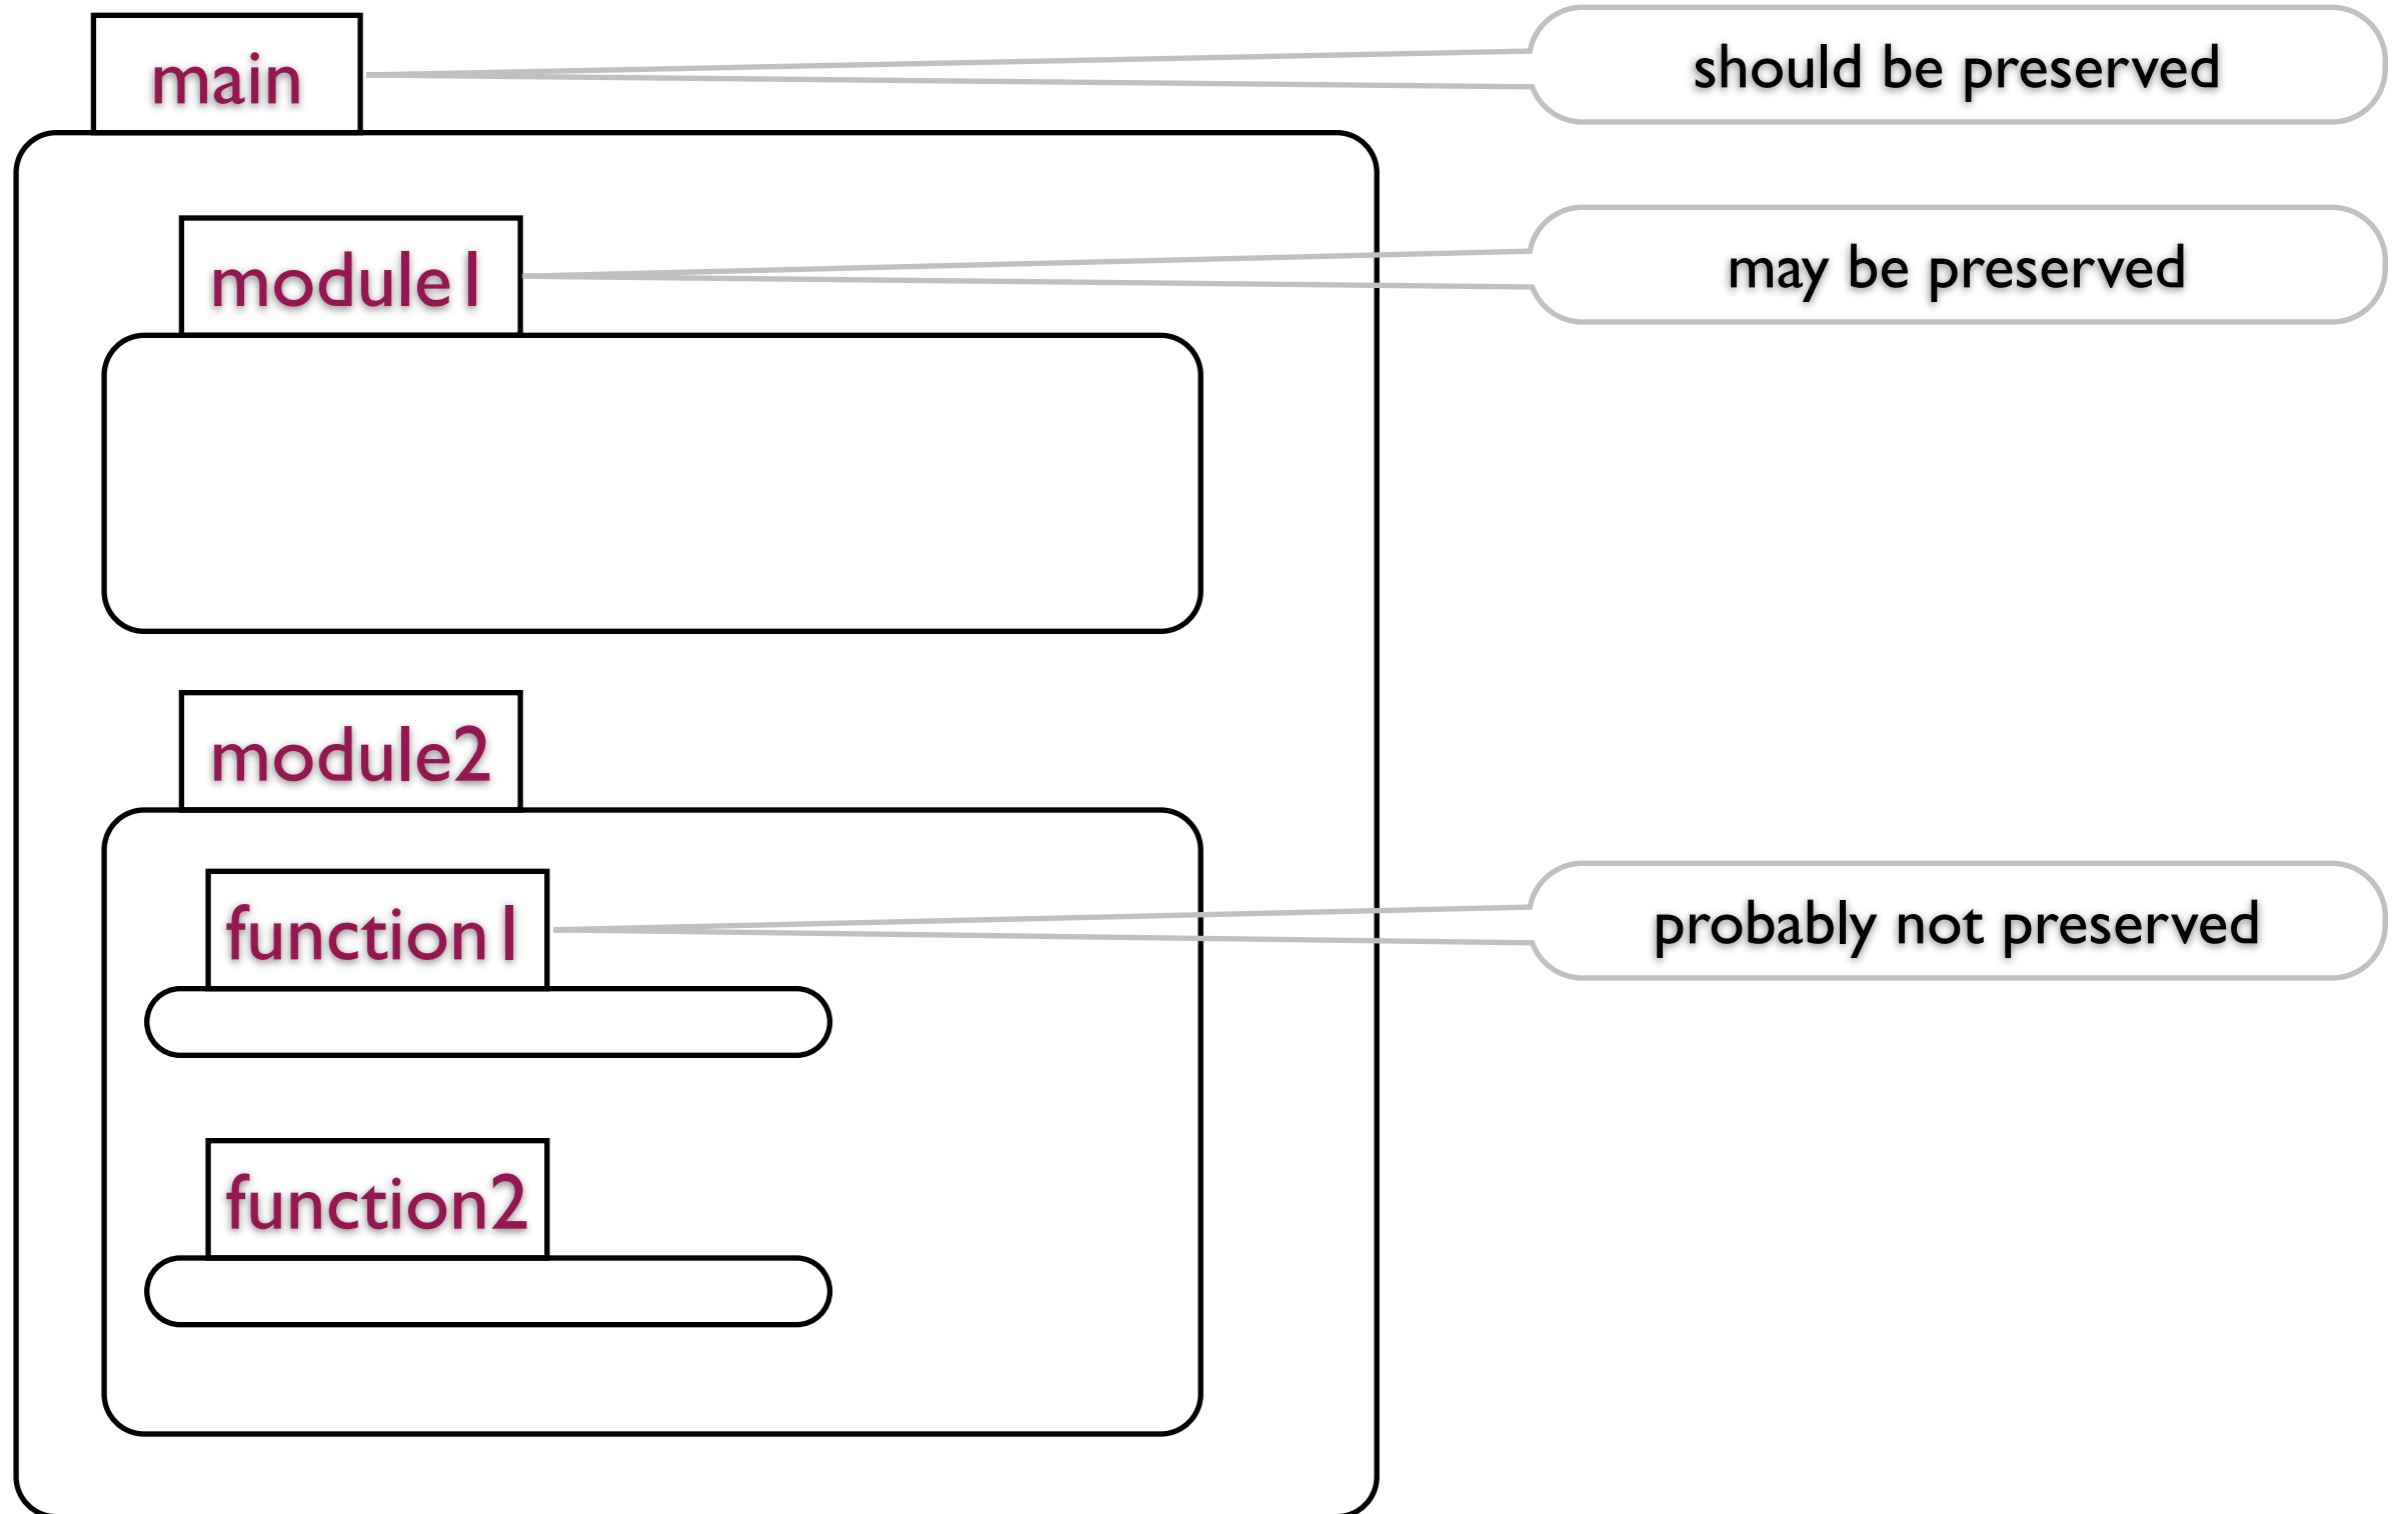 main
should be preserved
module1
may be preserved
module2
function1
probably not preserved
function2